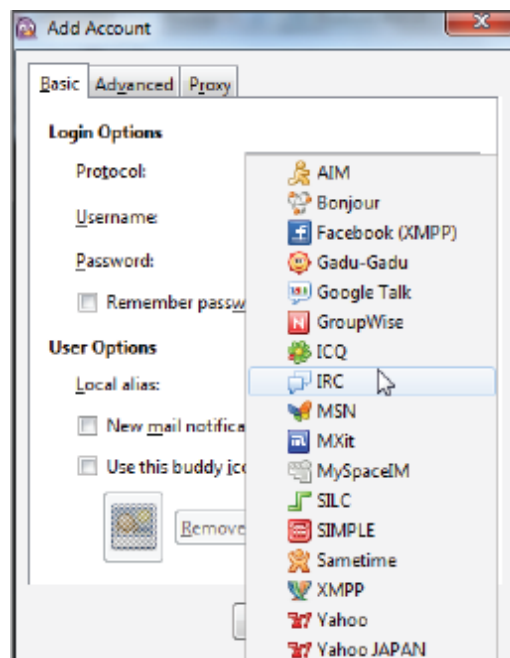 Add Account
Basic Advanced Proxy
Login Options
Protocol:
Username:
Password:
Remember passw
User Options
Local alias:
New mail notifica
Use this buddy ico
Remove
AIM
Bonjour
Facebook (XMPP)
Gadu-Gadu
Google Talk
GroupWise
ICQ
IRC
MSN
MXit
MySpaceIM
SILC
SIMPLE
Sametime
XMPP
Yahoo
Yahoo JAPAN